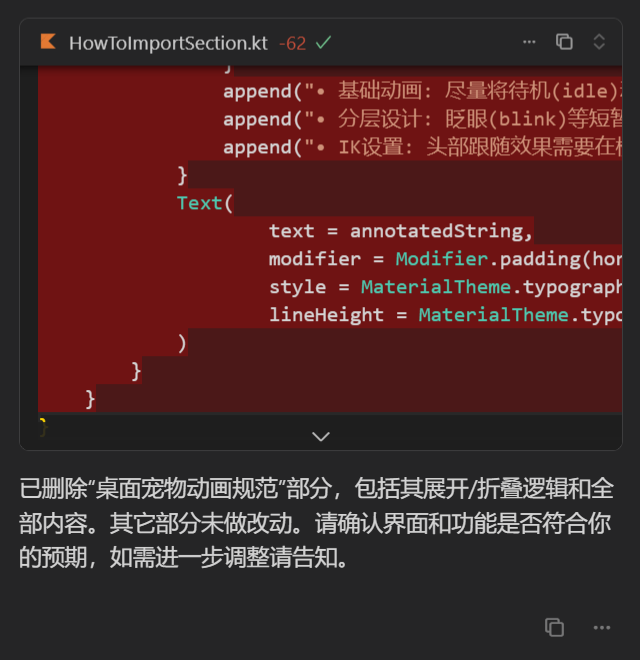 HowToImportSection.kt -62
}
append("• 基础动画: 尽量将待机(idle)
append("• 分层设计: 眨眼(blink)等短暂
append("• IK设置: 头部跟随效果需要在
}
Text(
text = annotatedString,
modifier = Modifier.padding(hor
style = MaterialTheme.typograph
lineHeight = MaterialTheme.typo
)
}
}
}
已删除“桌面宠物动画规范”部分，包括其展开/折叠逻辑和全
部内容。其它部分未做改动。请确认界面和功能是否符合你
的预期，如需进一步调整请告知。